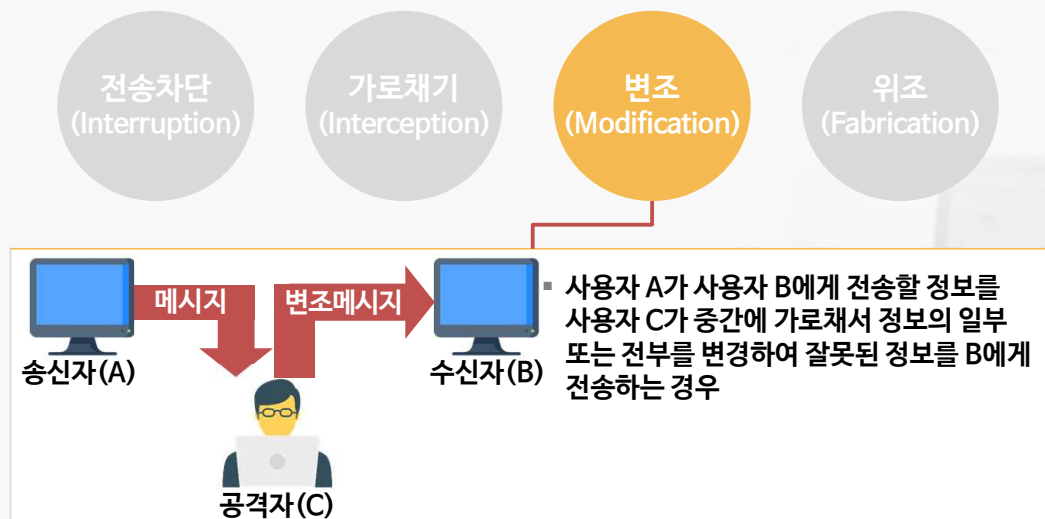 전송차단
(Interruption)
가로채기
(Interception)
변조
(Modification)
위조
(Fabrication)
메시지
변조메시지
송신자(A)
수신자(B)
공격자(C)
▪ 사용자 A가 사용자 B에게 전송할 정보를
사용자 C가 중간에 가로채서 정보의 일부
또는 전부를 변경하여 잘못된 정보를 B에게
전송하는 경우